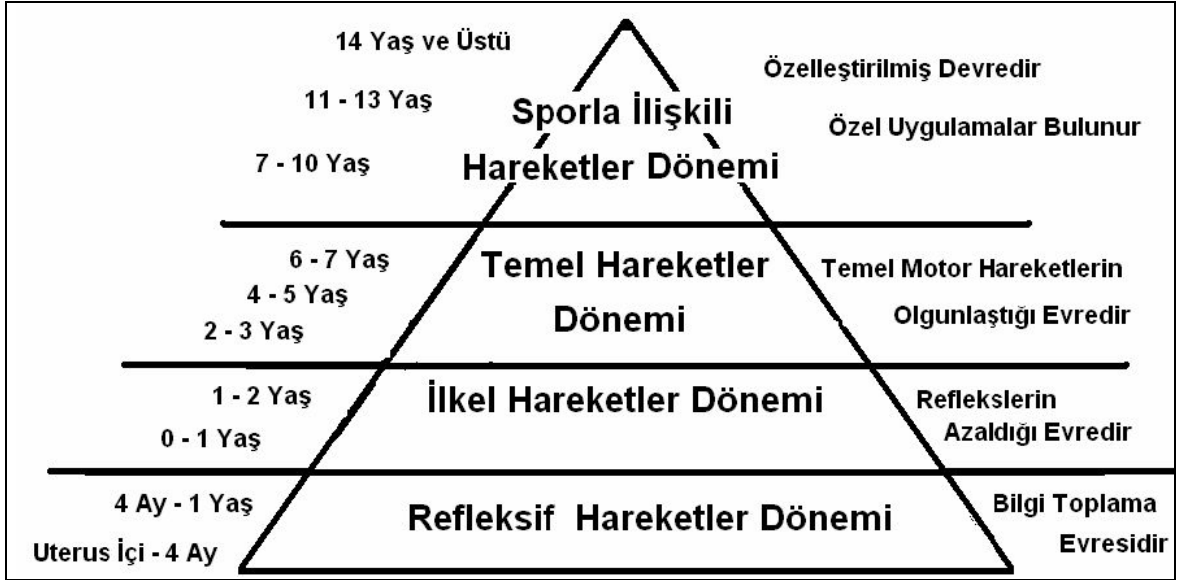 14 Yaş ve Üstü
Özelleştirilmiş Devredir
11 - 13 Yaş
Sporla İlişkili
Özel Uygulamalar Bulunur
7 - 10 Yaş
Hareketler Dönemi
6 - 7 Yaş
Temel Hareketler
Temel Motor Hareketlerin
4 - 5 Yaş
Dönemi
Olgunlaştığı Evredir
2 - 3 Yaş
1 - 2 Yaş
İlkel Hareketler Dönemi
Reflekslerin
0 - 1 Yaş
Azaldığı Evredir
4 Ay - 1 Yaş
Refleksif Hareketler Dönemi
Bilgi Toplama
Uterus İçi - 4 Ay
Evresidir